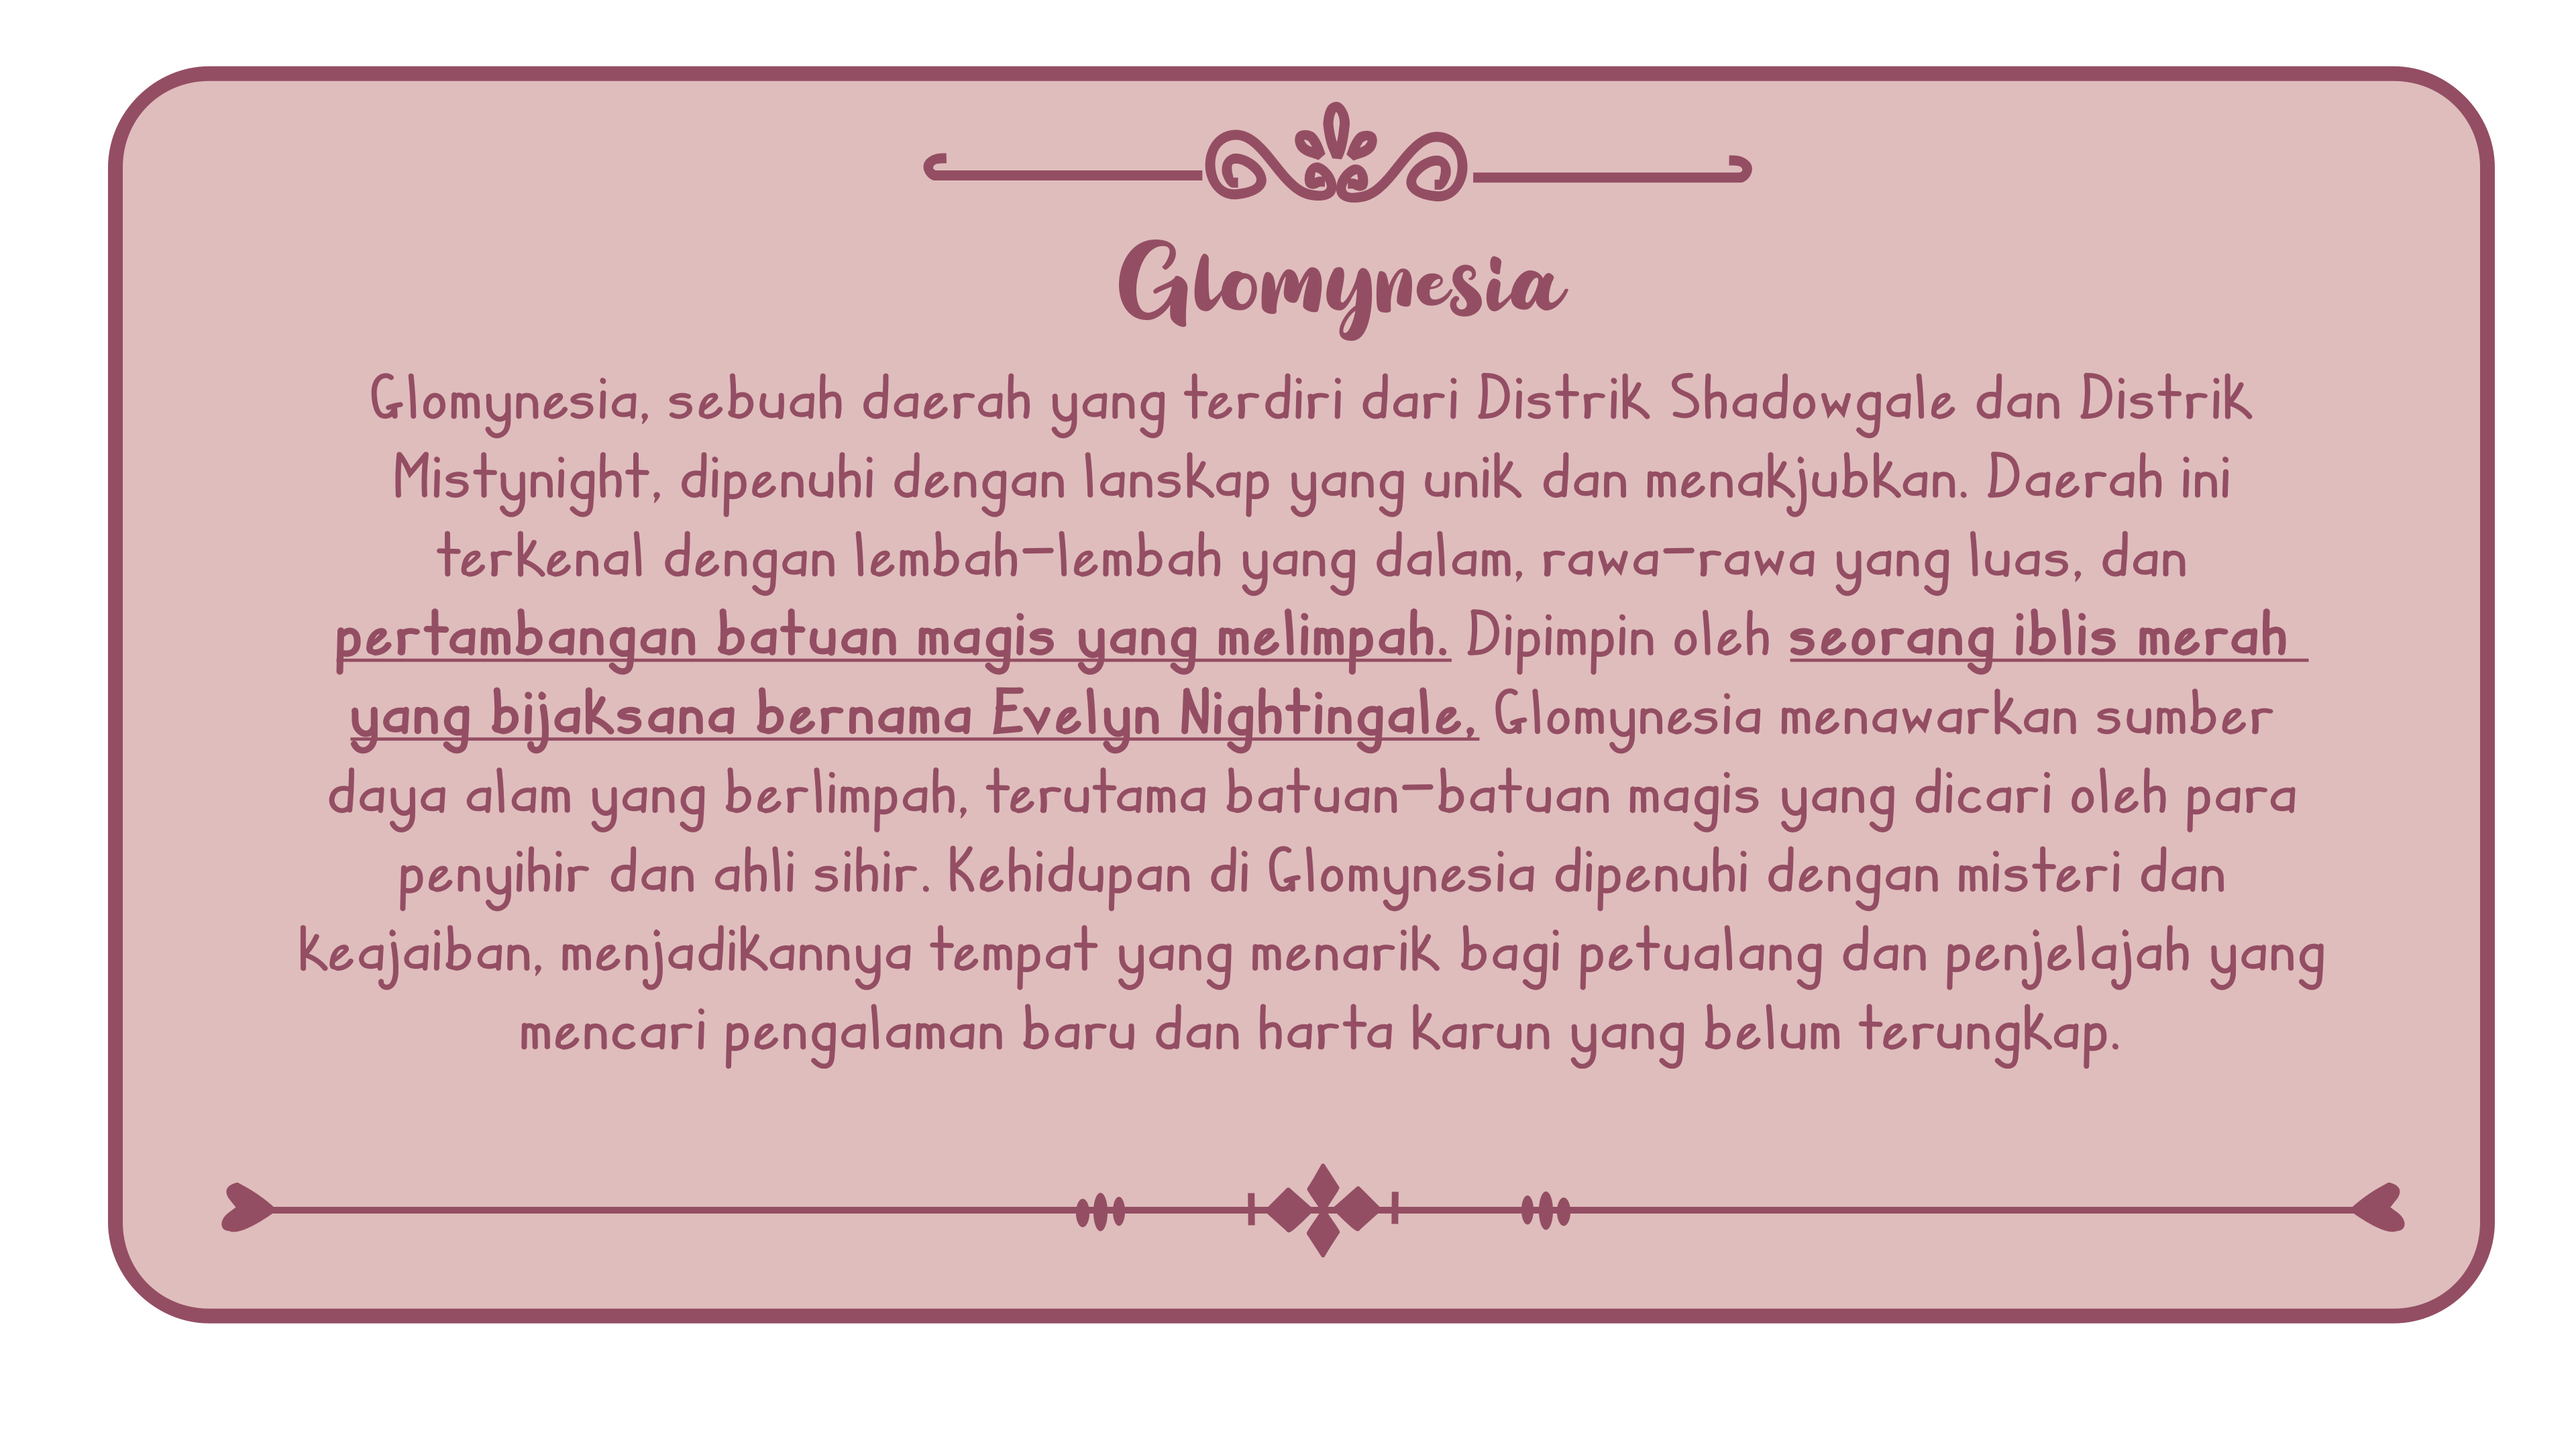 Glomynesia
Glomynesia, sebuah daerah yang terdiri dari Distrik Shadowgale dan Distrik
Mistynight, dipenuhi dengan lanskap yang unik dan menakjubkan. Daerah ini
terkenal dengan lembah-lembah yang dalam, rawa-rawa yang luas, dan
pertambangan batuan magis yang melimpah. Dipimpin oleh seorang iblis merah
yang bijaksana bernama Evelyn Nightingale, Glomynesia menawarkan sumber
daya alam yang berlimpah, terutama batuan-batuan magis yang dicari oleh para
penyihir dan ahli sihir. Kehidupan di Glomynesia dipenuhi dengan misteri dan
keajaiban, menjadikannya tempat yang menarik bagi petualang dan penjelajah yang
mencari pengalaman baru dan harta karun yang belum terungkap.